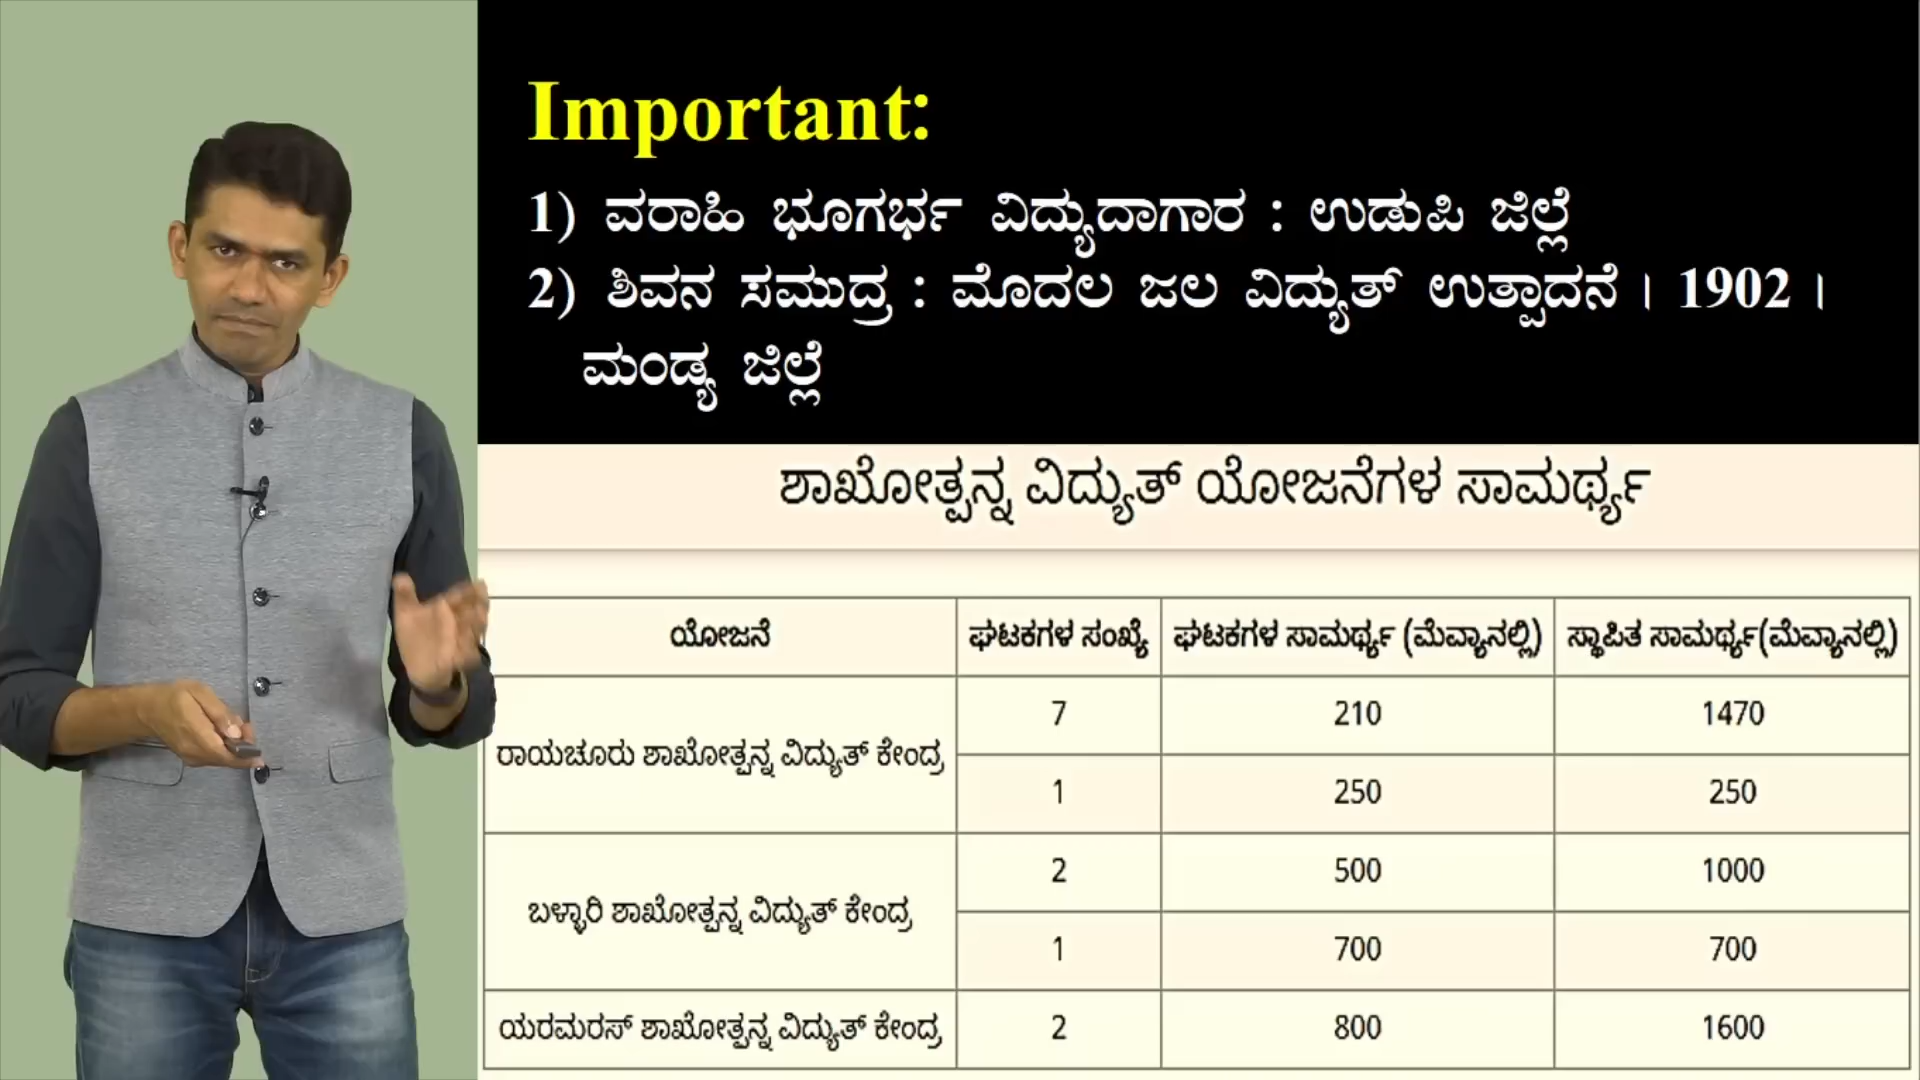 Important:
1) ವರಾಹಿ ಭೂಗರ್ಭ ವಿದ್ಯುದಾಗಾರ : ಉಡುಪಿ ಜಿಲ್ಲೆ
2) ಶಿವನ ಸಮುದ್ರ : ಮೊದಲ ಜಲ ವಿದ್ಯುತ್ ಉತ್ಪಾದನೆ । 1902 ।
ಮಂಡ್ಯ ಜಿಲ್ಲೆ
ಶಾಖೋತ್ಪನ್ನ ವಿದ್ಯುತ್ ಯೋಜನೆಗಳ ಸಾಮರ್ಥ್ಯ
ಯೋಜನೆ ಘಟಕಗಳ ಸಂಖ್ಯೆ ಘಟಕಗಳ ಸಾಮರ್ಥ್ಯ (ಮೆವ್ಯಾನಲ್ಲಿ) ಸ್ಥಾಪಿತ ಸಾಮರ್ಥ್ಯ(ಮೆವ್ಯಾನಲ್ಲಿ)
ರಾಯಚೂರು ಶಾಖೋತ್ಪನ್ನ ವಿದ್ಯುತ್ ಕೇಂದ್ರ
7 210 1470
1 250 250
ಬಳ್ಳಾರಿ ಶಾಖೋತ್ಪನ್ನ ವಿದ್ಯುತ್ ಕೇಂದ್ರ
2 500 1000
1 700 700
ಯರಮರಸ್ ಶಾಖೋತ್ಪನ್ನ ವಿದ್ಯುತ್ ಕೇಂದ್ರ 2 800 1600